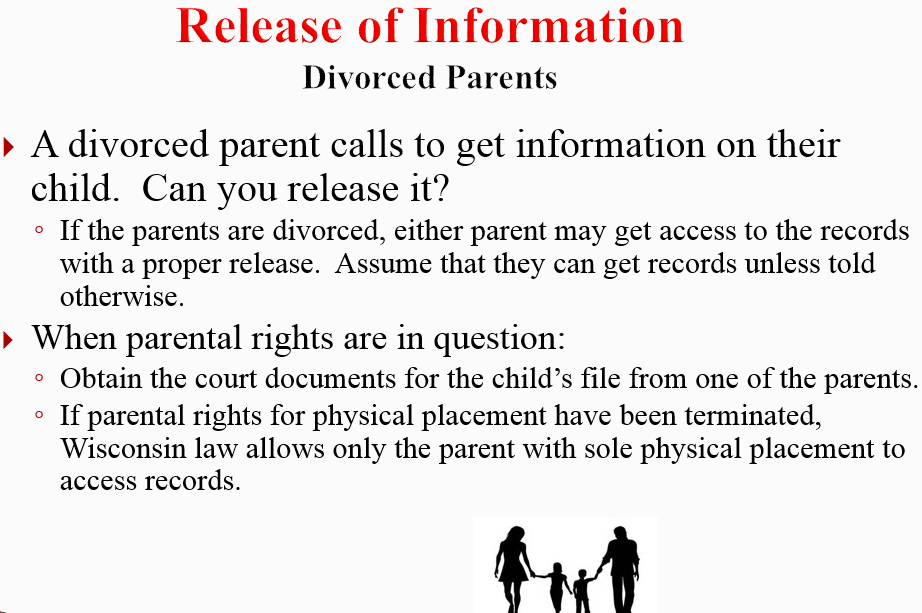 Release of Information
Divorced Parents
A divorced parent calls to get information on their
child.  Can you release it?
If the parents are divorced, either parent may get access to the records
with a proper release.  Assume that they can get records unless told
otherwise.
When parental rights are in question:
Obtain the court documents for the child’s file from one of the parents.
If parental rights for physical placement have been terminated,
Wisconsin law allows only the parent with sole physical placement to
access records.